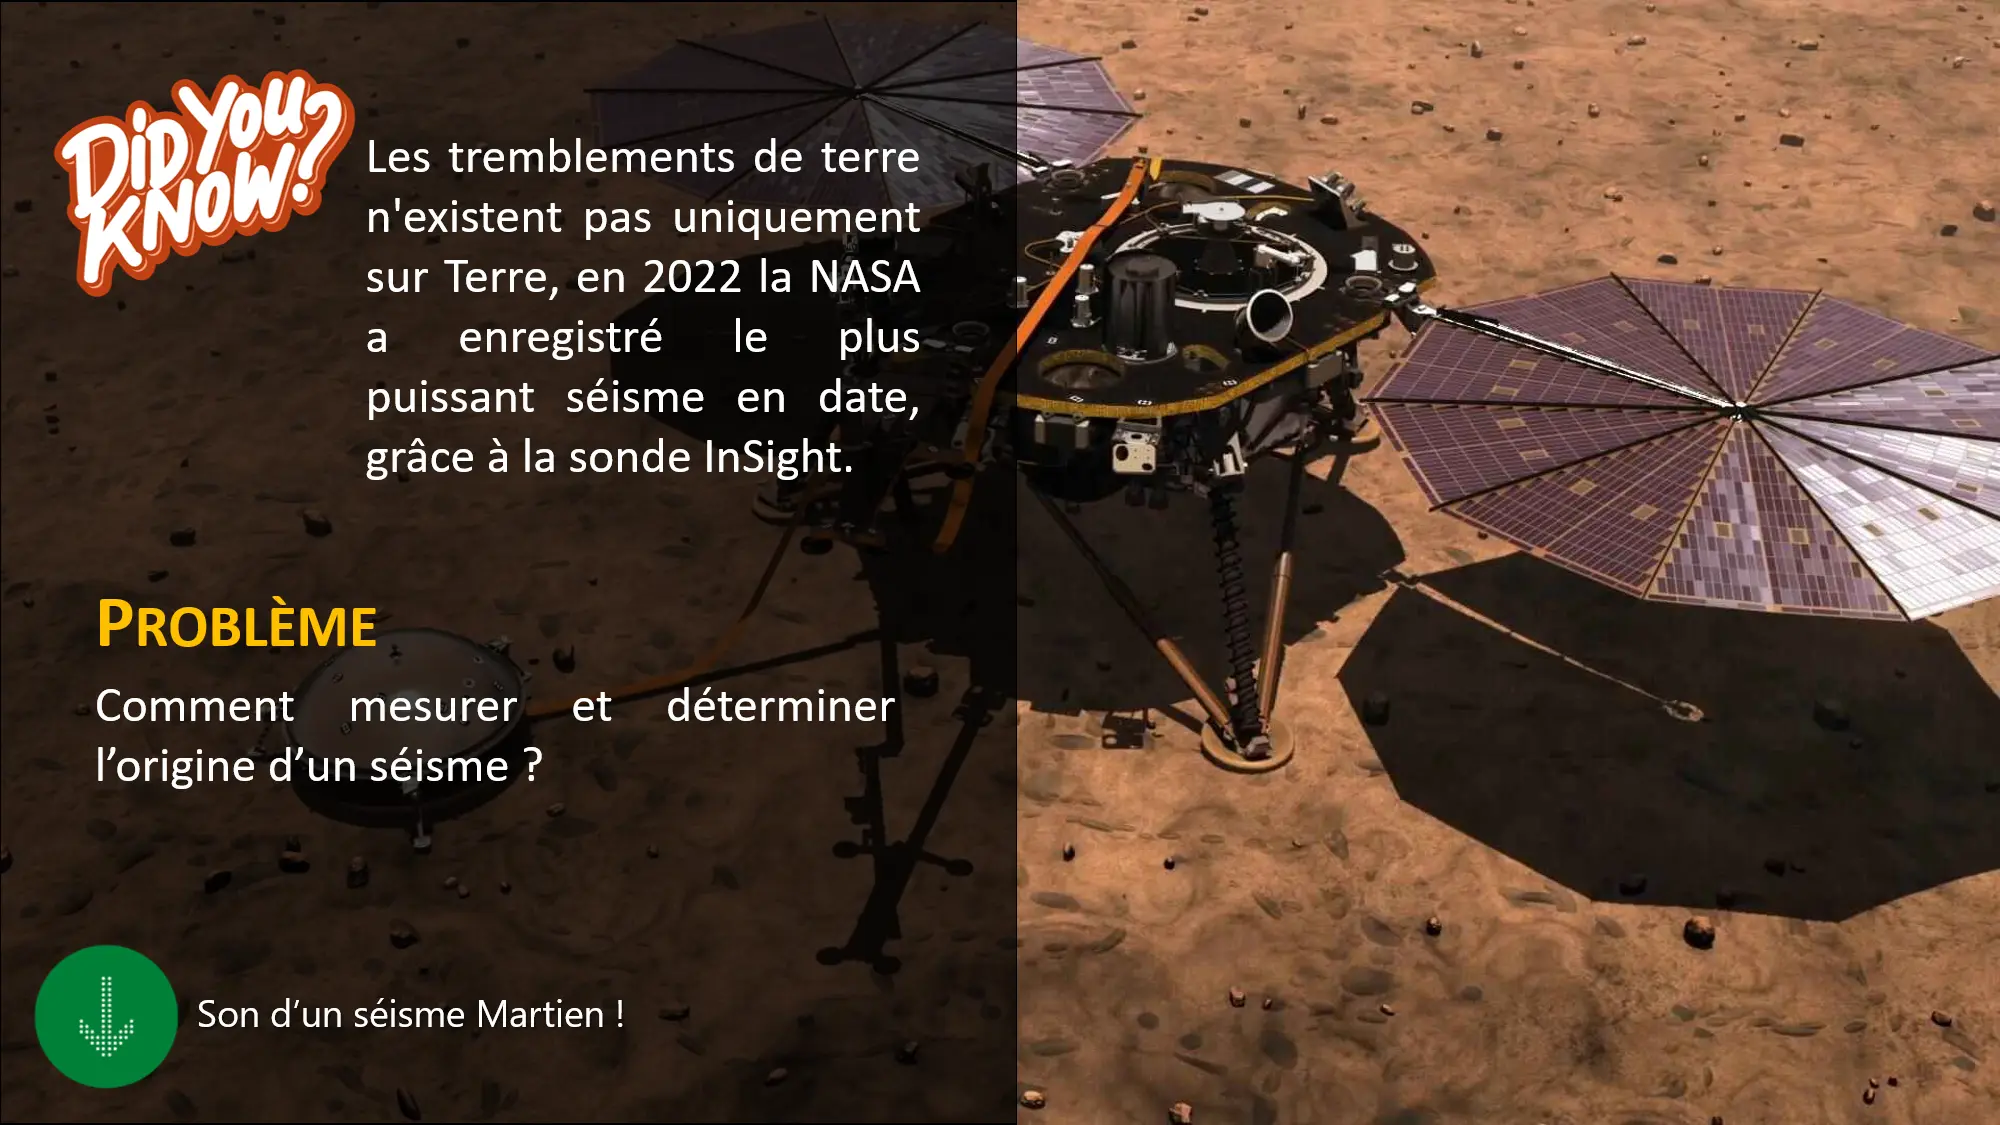 DID YOU
KNOW?
Les tremblements de terre
n'existent pas uniquement
sur Terre, en 2022 la NASA
a enregistré le plus
puissant séisme en date,
grâce à la sonde InSight.
PROBLÈME
Comment mesurer et déterminer
l’origine d’un séisme ?
Son d’un séisme Martien !